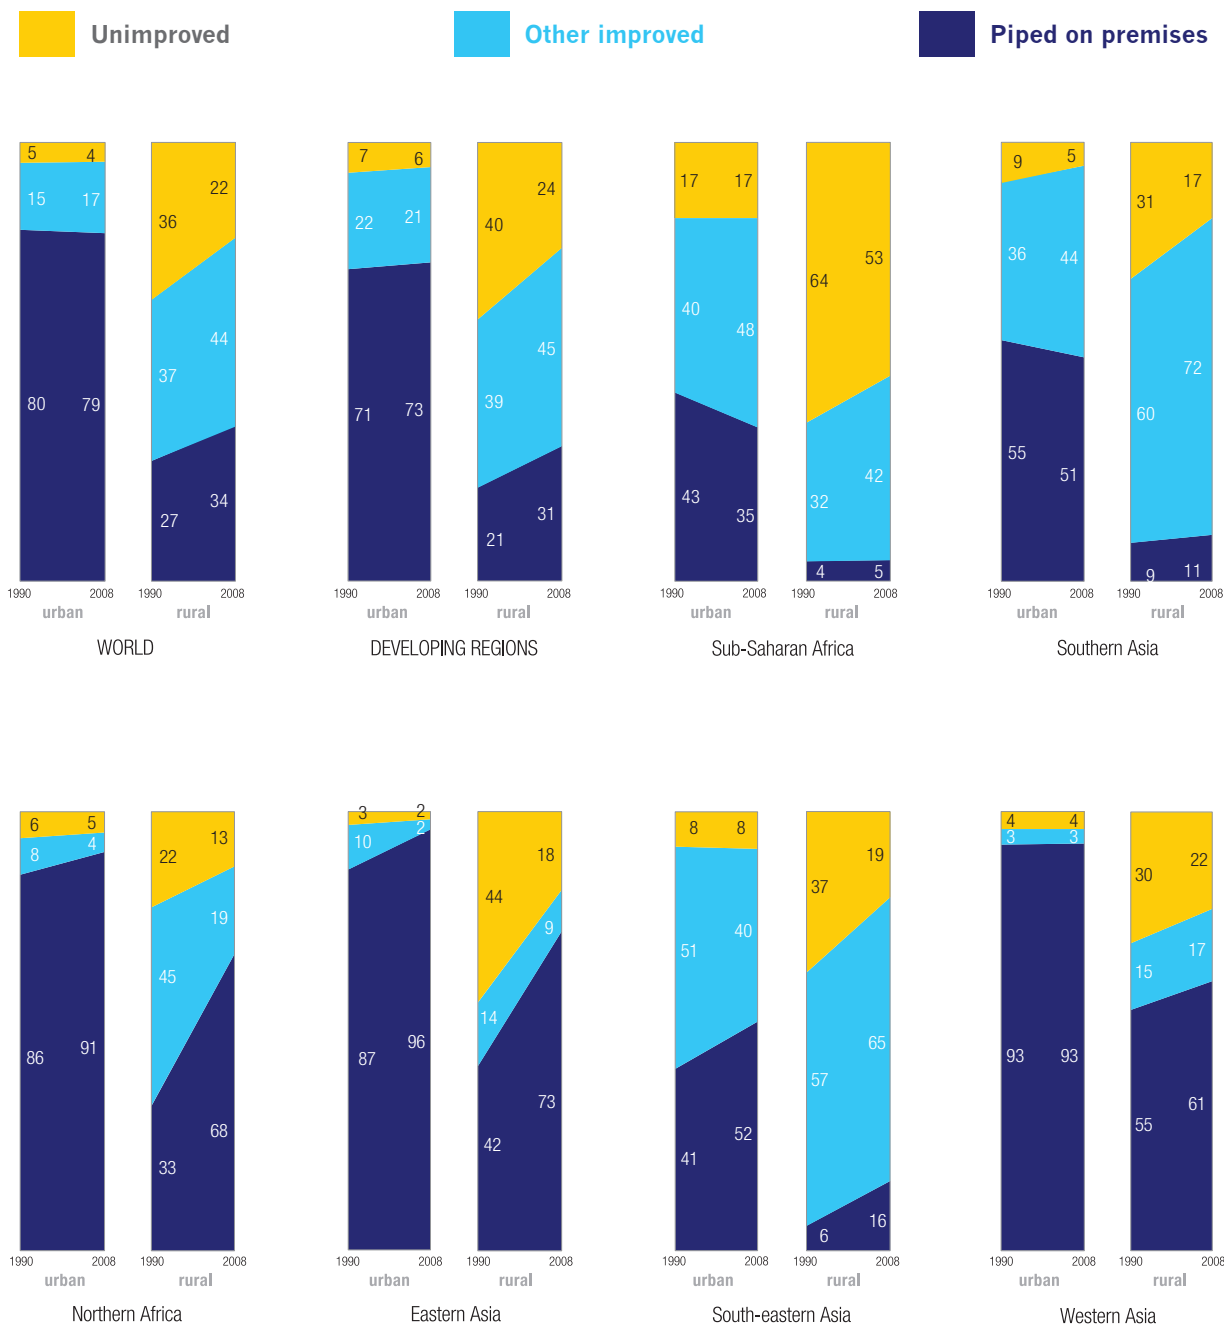 Unimproved Other improved Piped on premises
5 4 22 7 6 24 17 17 9 5 17
15 17 36 22 21 40 64 53 36 44 31
80 79 37 44 71 73 39 45 40 48 32 42 55 51 60 72
27 34 21 31 43 35 4 5 9 11
1990 2008 1990 2008 1990 2008 1990 2008 1990 2008 1990 2008 1990 2008 1990 2008
urban rural urban rural urban rural urban rural
WORLD DEVELOPING REGIONS Sub-Saharan Africa Southern Asia
6 5 22 13 3 2 44 18 8 8 37 19 4 4 30 22
8 4 45 19 10 2 14 9 51 40 57 65 3 3 15 17
86 91 33 68 87 96 42 73 41 52 6 16 93 93 55 61
1990 2008 1990 2008 1990 2008 1990 2008 1990 2008 1990 2008 1990 2008 1990 2008
urban rural urban rural urban rural urban rural
Northern Africa Eastern Asia South-eastern Asia Western Asia